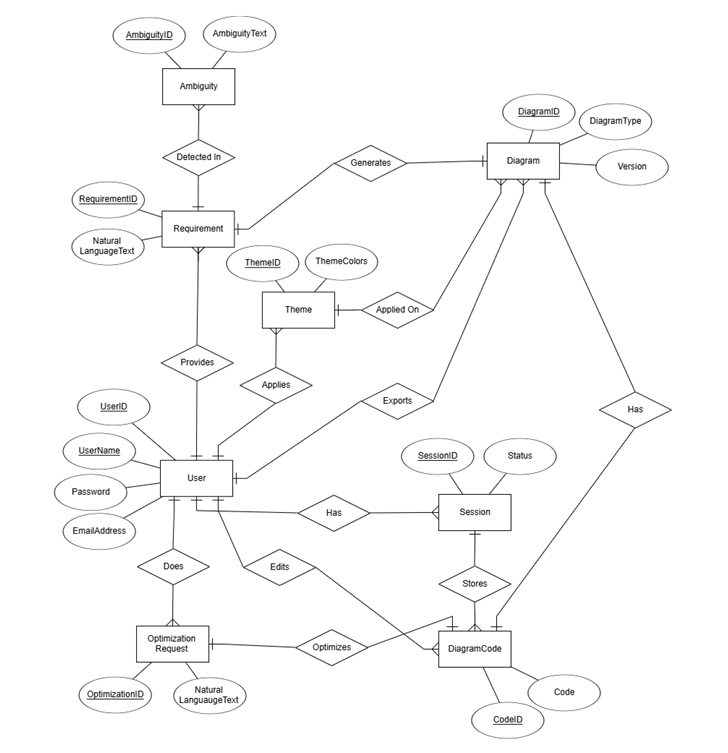 AmbiguityID
AmbiguityText
Ambiguity
DiagramID
DiagramType
Diagram
Version
Detected In
Generates
RequirementID
Requirement
Natural
LanguageText
ThemeID
ThemeColors
Theme
Applied On
Provides
Applies
Exports
Has
UserID
UserName
User
Password
EmailAddress
SessionID
Status
Has
Session
Does
Edits
Stores
Optimization
Request
Optimizes
DiagramCode
OptimizationID
Natural
LanguaugeText
Code
CodeID